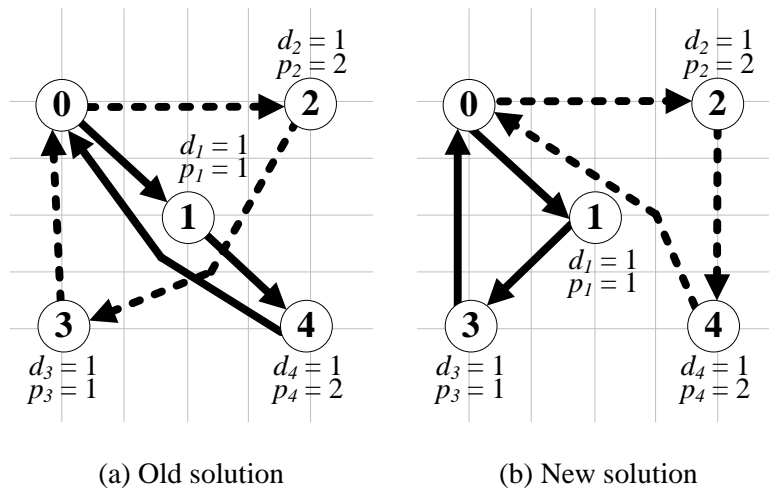 d2 = 1
p2 = 2
0
2
d1 = 1
p1 = 1
1
3
4
d3 = 1
p3 = 1
d4 = 1
p4 = 2
(a) Old solution
d2 = 1
p2 = 2
0
2
1
d1 = 1
p1 = 1
3
4
d3 = 1
p3 = 1
d4 = 1
p4 = 2
(b) New solution